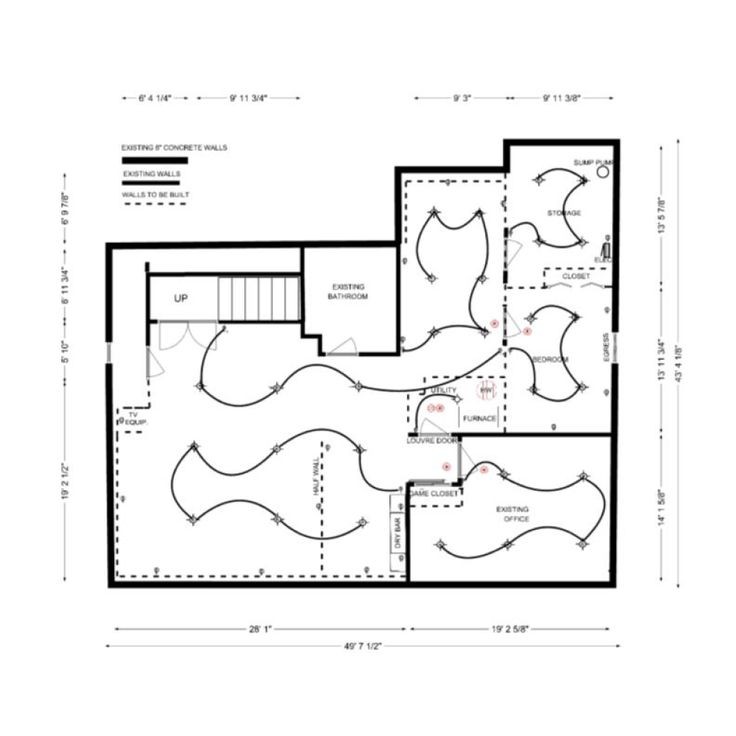 6' 4 1/4"
9' 11 3/4"
9' 3"
9' 11 3/8"
EXISTING 8" CONCRETE WALLS
EXISTING WALLS
WALLS TO BE BUILT
SUMP PUMP
6' 9 7/8"
13' 5 7/8"
STORAGE
ELEC
6' 11 3/4"
CLOSET
UP
EXISTING
BATHROOM
5' 10"
BEDROOM
EGRESS
13' 11 3/4"
43' 4 1/8"
UTILITY
HW
FURNACE
TV
EQUIP.
LOUVRE DOOR
HALF WALL
GAME CLOSET
19' 2 1/2"
EXISTING
OFFICE
14' 1 5/8"
DRY BAR
28' 1"
19' 2 5/8"
49' 7 1/2"